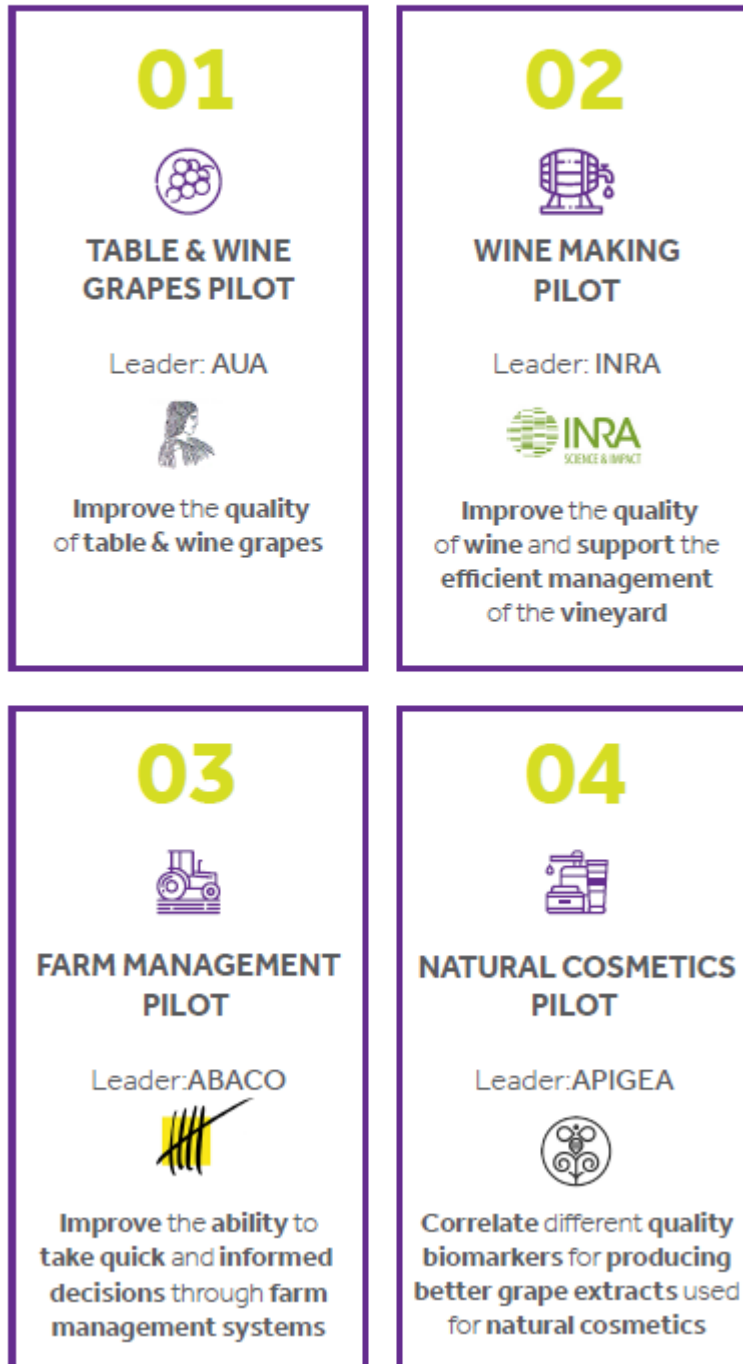 01
TABLE & WINE
GRAPES PILOT
Leader: AUA
Improve the quality
of table & wine grapes
02
WINE MAKING
PILOT
Leader: INRA
INRA
SCIENCE & IMPACT
Improve the quality
of wine and support the
efficient management
of the vineyard
03
FARM MANAGEMENT
PILOT
Leader:ABACO
Improve the ability to
take quick and informed
decisions through farm
management systems
04
NATURAL COSMETICS
PILOT
Leader:APIGEA
Correlate different quality
biomarkers for producing
better grape extracts used
for natural cosmetics